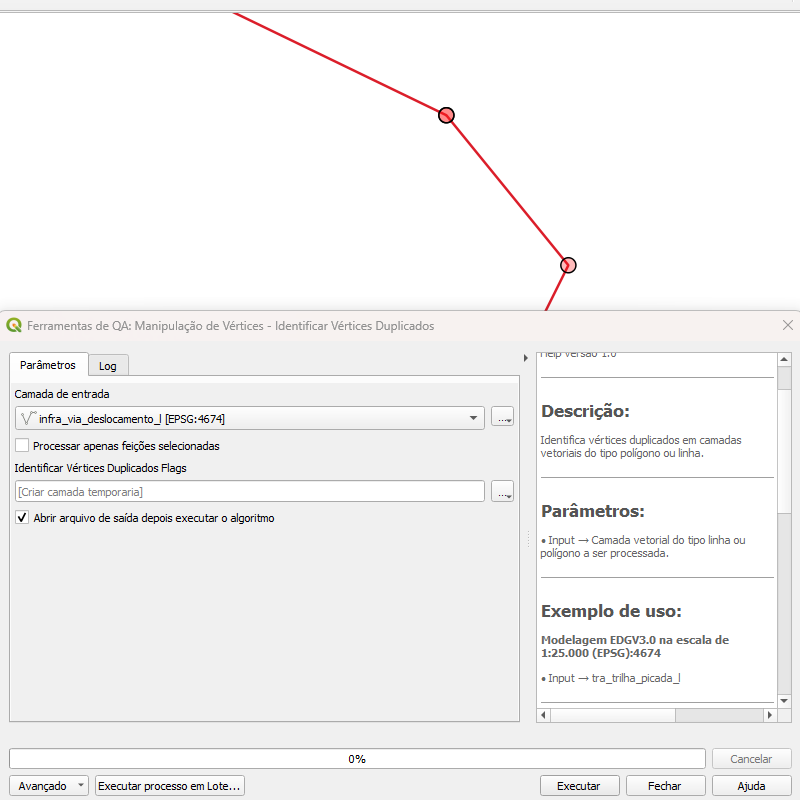 Ferramentas de QA: Manipulação de Vértices - Identificar Vértices Duplicados
Parâmetros
Log
Camada de entrada
infra_via_deslocamento_l [EPSG:4674]
...
Processar apenas feições selecionadas
Identificar Vértices Duplicados Flags
[Criar camada temporaria]
...
Abrir arquivo de saída depois executar o algoritmo
Help versão 1.0
Descrição:
Identifica vértices duplicados em camadas
vetoriais do tipo polígono ou linha.
Parâmetros:
• Input → Camada vetorial do tipo linha ou
polígono a ser processada.
Exemplo de uso:
Modelagem EDGV3.0 na escala de
1:25.000 (EPSG):4674
• Input → tra_trilha_picada_l
0%
Cancelar
Avançado
Executar processo em Lote...
Executar
Fechar
Ajuda